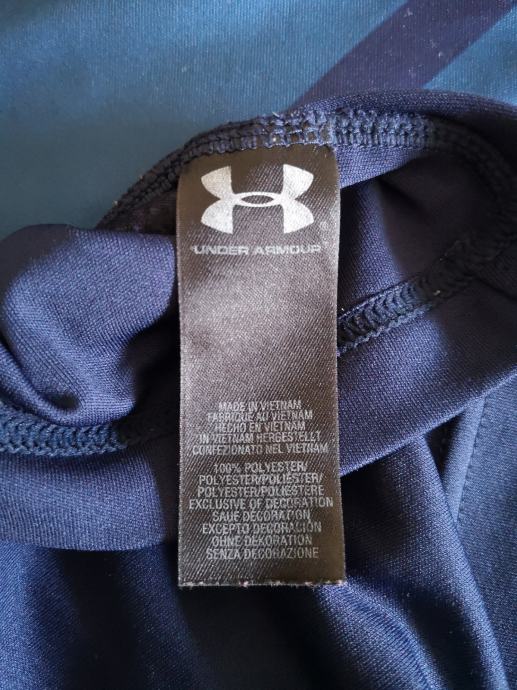 UNDER ARMOUR
MADE IN VIETNAM
FABRIQUE AU VIETNAM
HECHO EN VIETNAM
IN VIETNAM HERGESTELLT
CONFEZIONATO NEL VIETNAM
100% POLYESTER/
POLYESTER/POLIÉSTER/
POLYESTER/POLIESTERE
EXCLUSIVE OF DECORATION
SAUF DÉCORATION
EXCEPTO DECORACIÓN
OHNE DEKORATION
SENZA DECORAZIONE